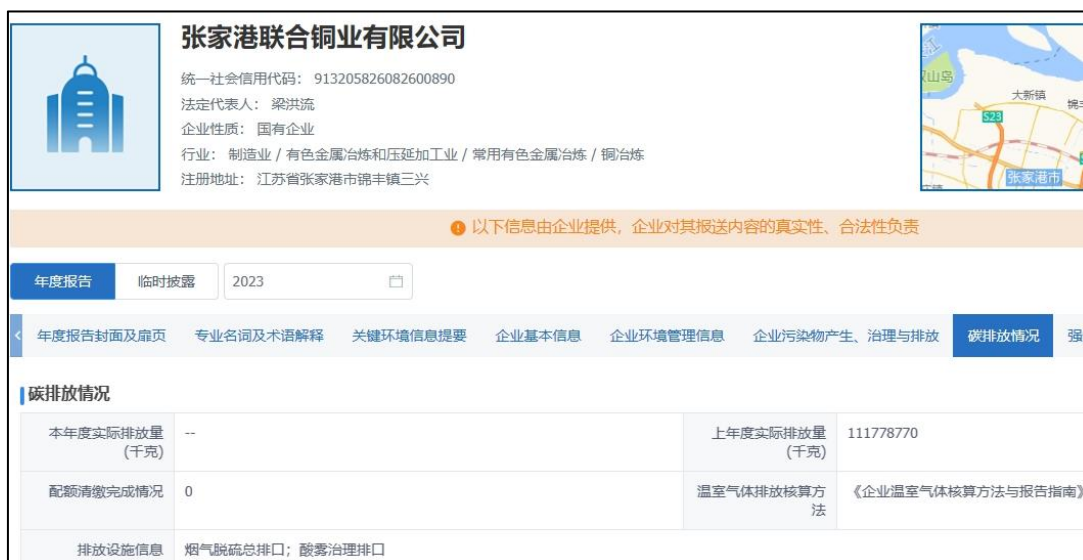 张家港联合铜业有限公司
统一社会信用代码： 913205826082600890
法定代表人： 梁洪流
企业性质： 国有企业
行业： 制造业 / 有色金属冶炼和压延加工业 / 常用有色金属冶炼 / 铜冶炼
注册地址： 江苏省张家港市锦丰镇三兴
山岛
大新镇
锦丰
S23
张家港市
以下信息由企业提供，企业对其报送内容的真实性、合法性负责
年度报告 临时披露 2023
年度报告封面及扉页 专业名词及术语解释 关键环境信息提要 企业基本信息 企业环境管理信息 企业污染物产生、治理与排放 碳排放情况 强
碳排放情况
本年度实际排放量(千克) -- 上年度实际排放量(千克) 111778770
配额清缴完成情况 0 温室气体排放核算方法 《企业温室气体核算方法与报告指南》
排放设施信息 烟气脱硫总排口；酸雾治理排口